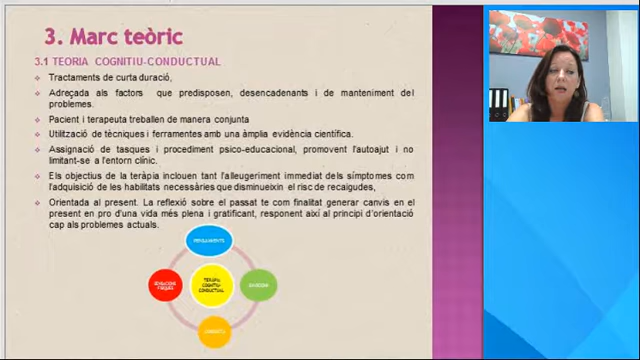 3. Marc teòric
3.1 TEORIA COGNITIU-CONDUCTUAL
Tractaments de curta duració,
Adreçada als factors que predisposen, desencadenants i de manteniment del
problemes.
Pacient i terapeuta treballen de manera conjunta
Utilització de tècniques i ferramentes amb una àmplia evidència científica.
Assignació de tasques i procediment psico-educacional, promovent l'autoajut i no
limitant-se a l'entorn clínic.
Els objectius de la teràpia inclouen tant l'alleugeriment immediat dels símptomes com
l'adquisició de les habilitats necessàries que disminueixin el risc de recaigudes,
Orientada al present. La reflexió sobre el passat te com finalitat generar canvis en el
present en pro d'una vida més plena i gratificant, responent així al principi d'orientació
cap als problemes actuals.
TERÀPIA
COGNITIU-
CONDUCTUAL